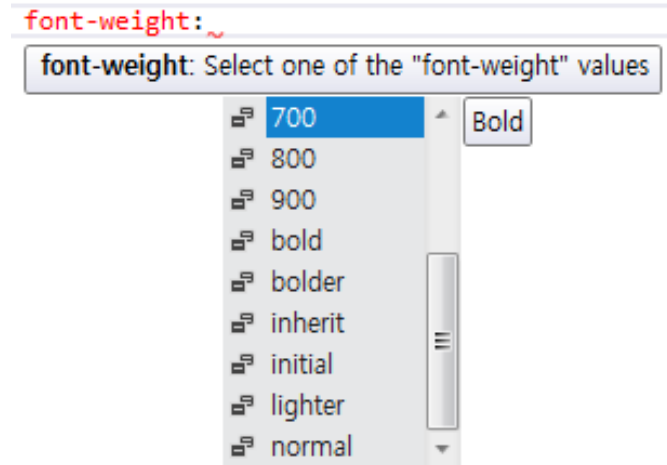 font-weight:
font-weight: Select one of the "font-weight" values
700
Bold
800
900
bold
bolder
inherit
initial
lighter
normal